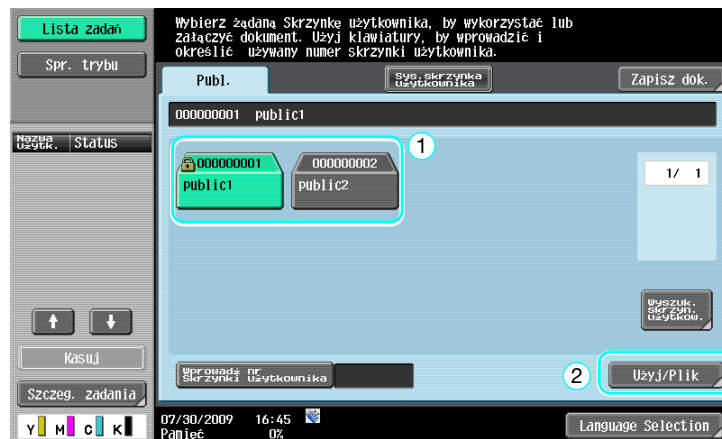 Lista zadań
Spr. trybu
Nazwa użytk. Status
Kasuj
Szczeg. zadania
Y M C K
Wybierz żądaną Skrzynkę użytkownika, by wykorzystać lub
załączyć dokument. Użyj klawiatury, by wprowadzić i
określić używany numer skrzynki użytkownika.
Publ.
Sys.skrzynka
użytkownika
Zapisz dok.
000000001 public1
1
000000001
public1
000000002
public2
1/ 1
Wyszuk.
skrzyn.
użytkow.
Wprowadź nr
Skrzynki użytkownika
2
Użyj/Plik
07/30/2009 16:45
Pamięć 0%
Language Selection